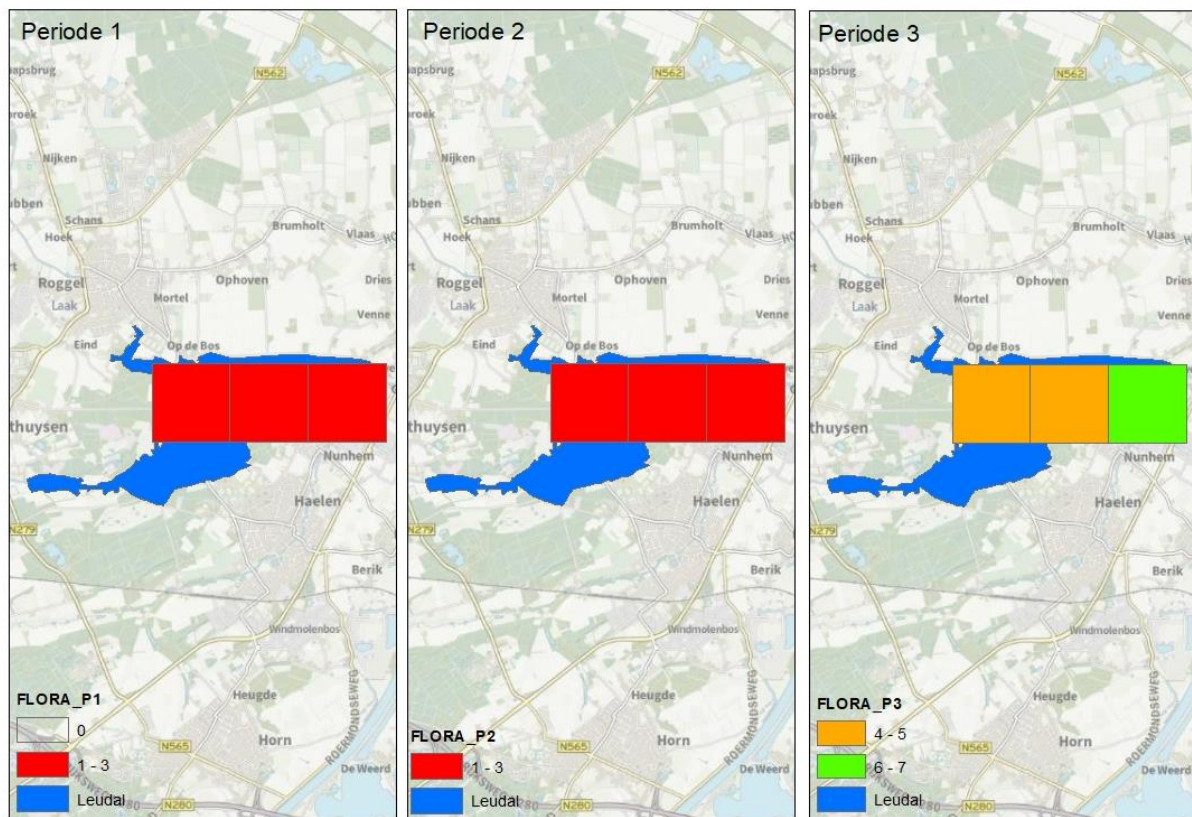 Periode 1
N562
apsbrug
roek
Nijken
bben
Schans
Hoek
Brumholt
Vlaas
Roggel
Ophoven
Dries
Laak
Mortel
Venne
Eind
Op de Bos
thuysen
Nunhem
Haelen
N279
Berik
Windmolenbos
Heugde
FLORA_P1
0
N565
Horn
ROERMONDSEWEG
1 - 3
De Weerd
Leudal
N280
Periode 2
N562
apsbrug
broek
Nijken
ubben
Schans
Hoek
Brumholt
Vlaas
Roggel
Ophoven
Dries
Laak
Mortel
Venne
Eind
Op de Bos
thuysen
Nunhem
Haelen
N279
Berik
Windmolenbos
Heugde
FLORA_P2
N565
Horn
ROERMONDSEWEG
1 - 3
De Weerd
Leudal
N280
Periode 3
N562
apsbrug
roek
Nijken
bben
Schans
Hoek
Brumholt
Vlaas
Roggel
Ophoven
Dries
Laak
Mortel
Venne
Eind
Op de Bos
thuysen
Nunhem
Haelen
N279
Berik
Windmolenbos
Heugde
FLORA_P3
4 - 5
N565
Horn
ROERMONDSEWEG
6 - 7
De Weerd
Leudal
N280